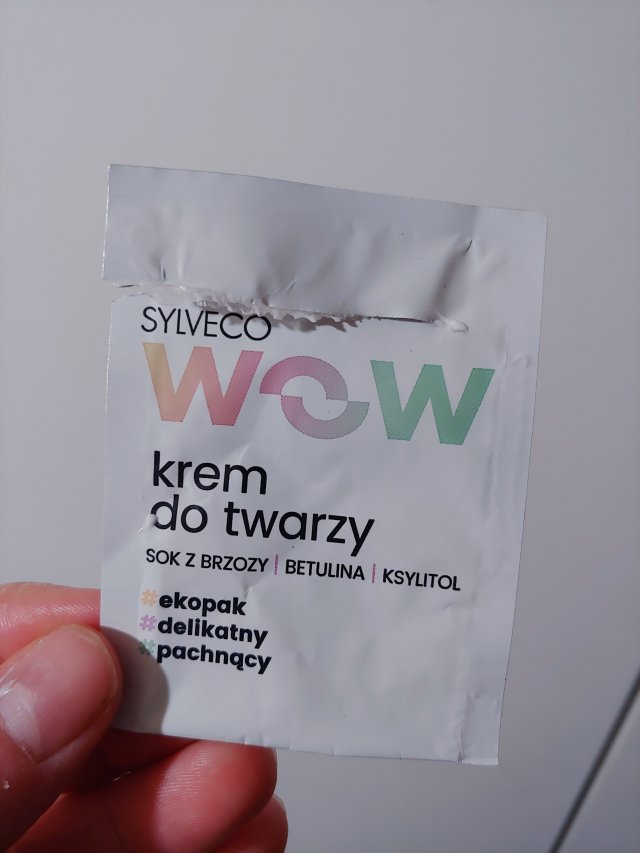 SYLVECO
WOW
krem
do twarzy
SOK Z BRZOZY | BETULINA | KSYLITOL
#ekopak
#delikatny
#pachnący